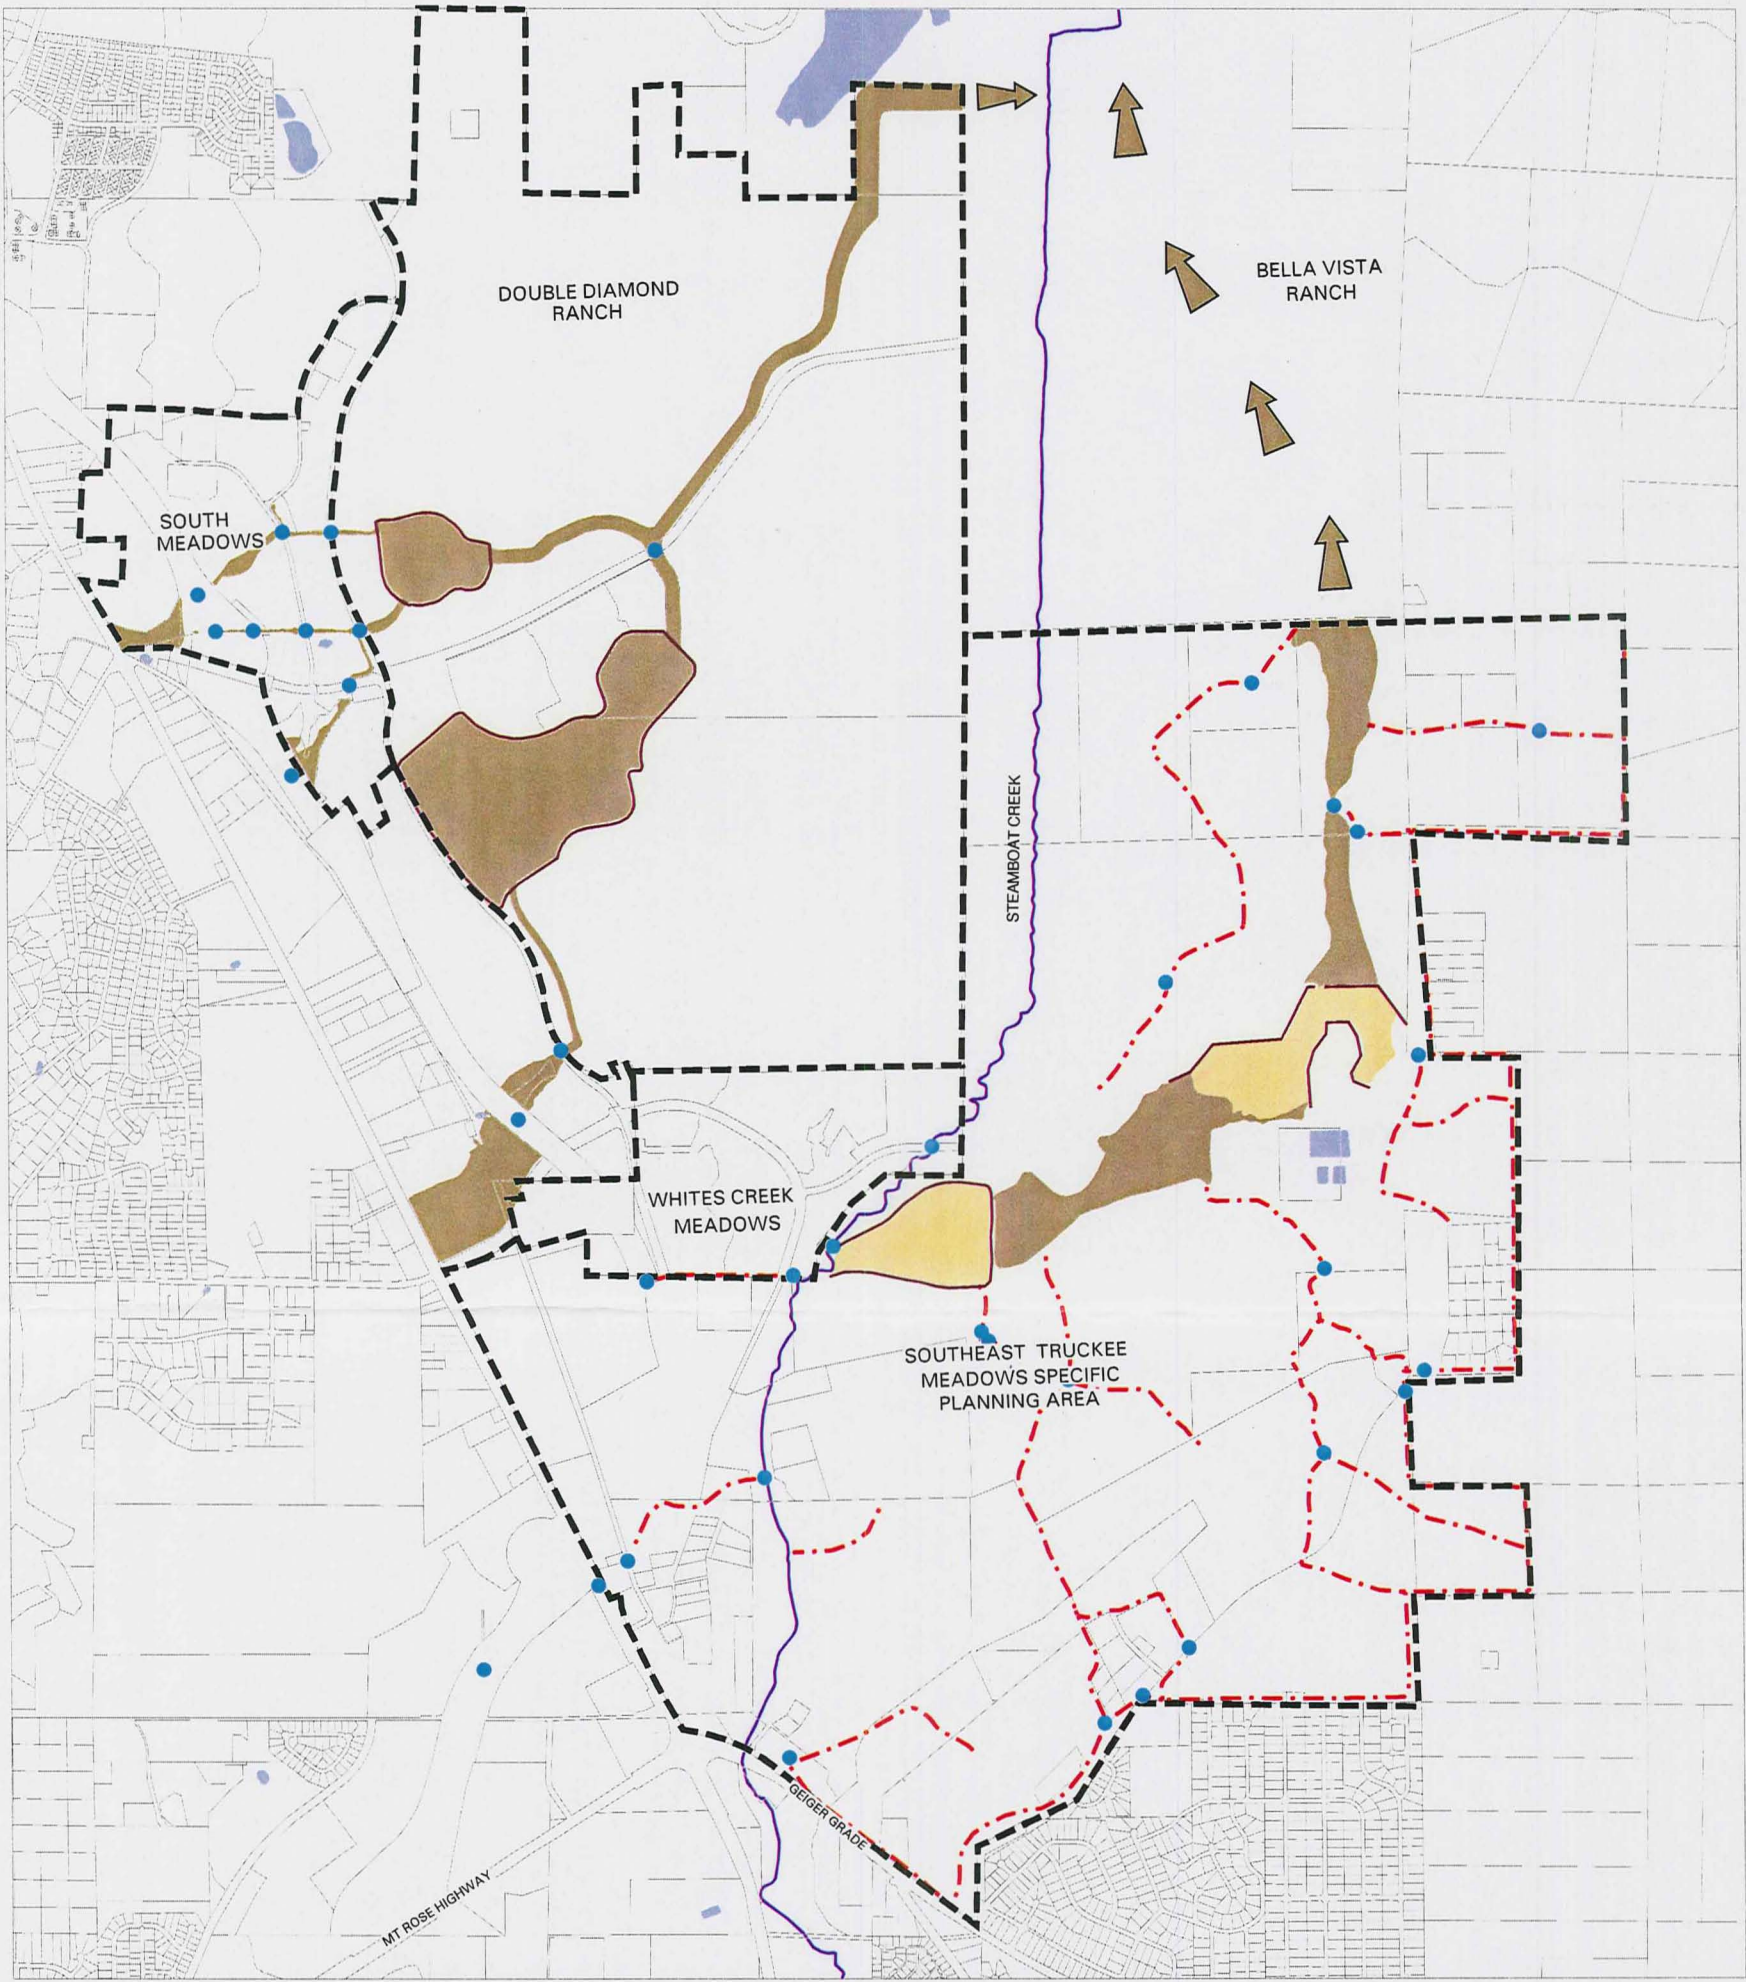 DOUBLE DIAMOND
RANCH
BELLA VISTA
RANCH
SOUTH
MEADOWS
STEAMBOAT CREEK
WHITES CREEK
MEADOWS
SOUTHEAST TRUCKEE
MEADOWS SPECIFIC
PLANNING AREA
GEIGER GRADE
MT ROSE HIGHWAY